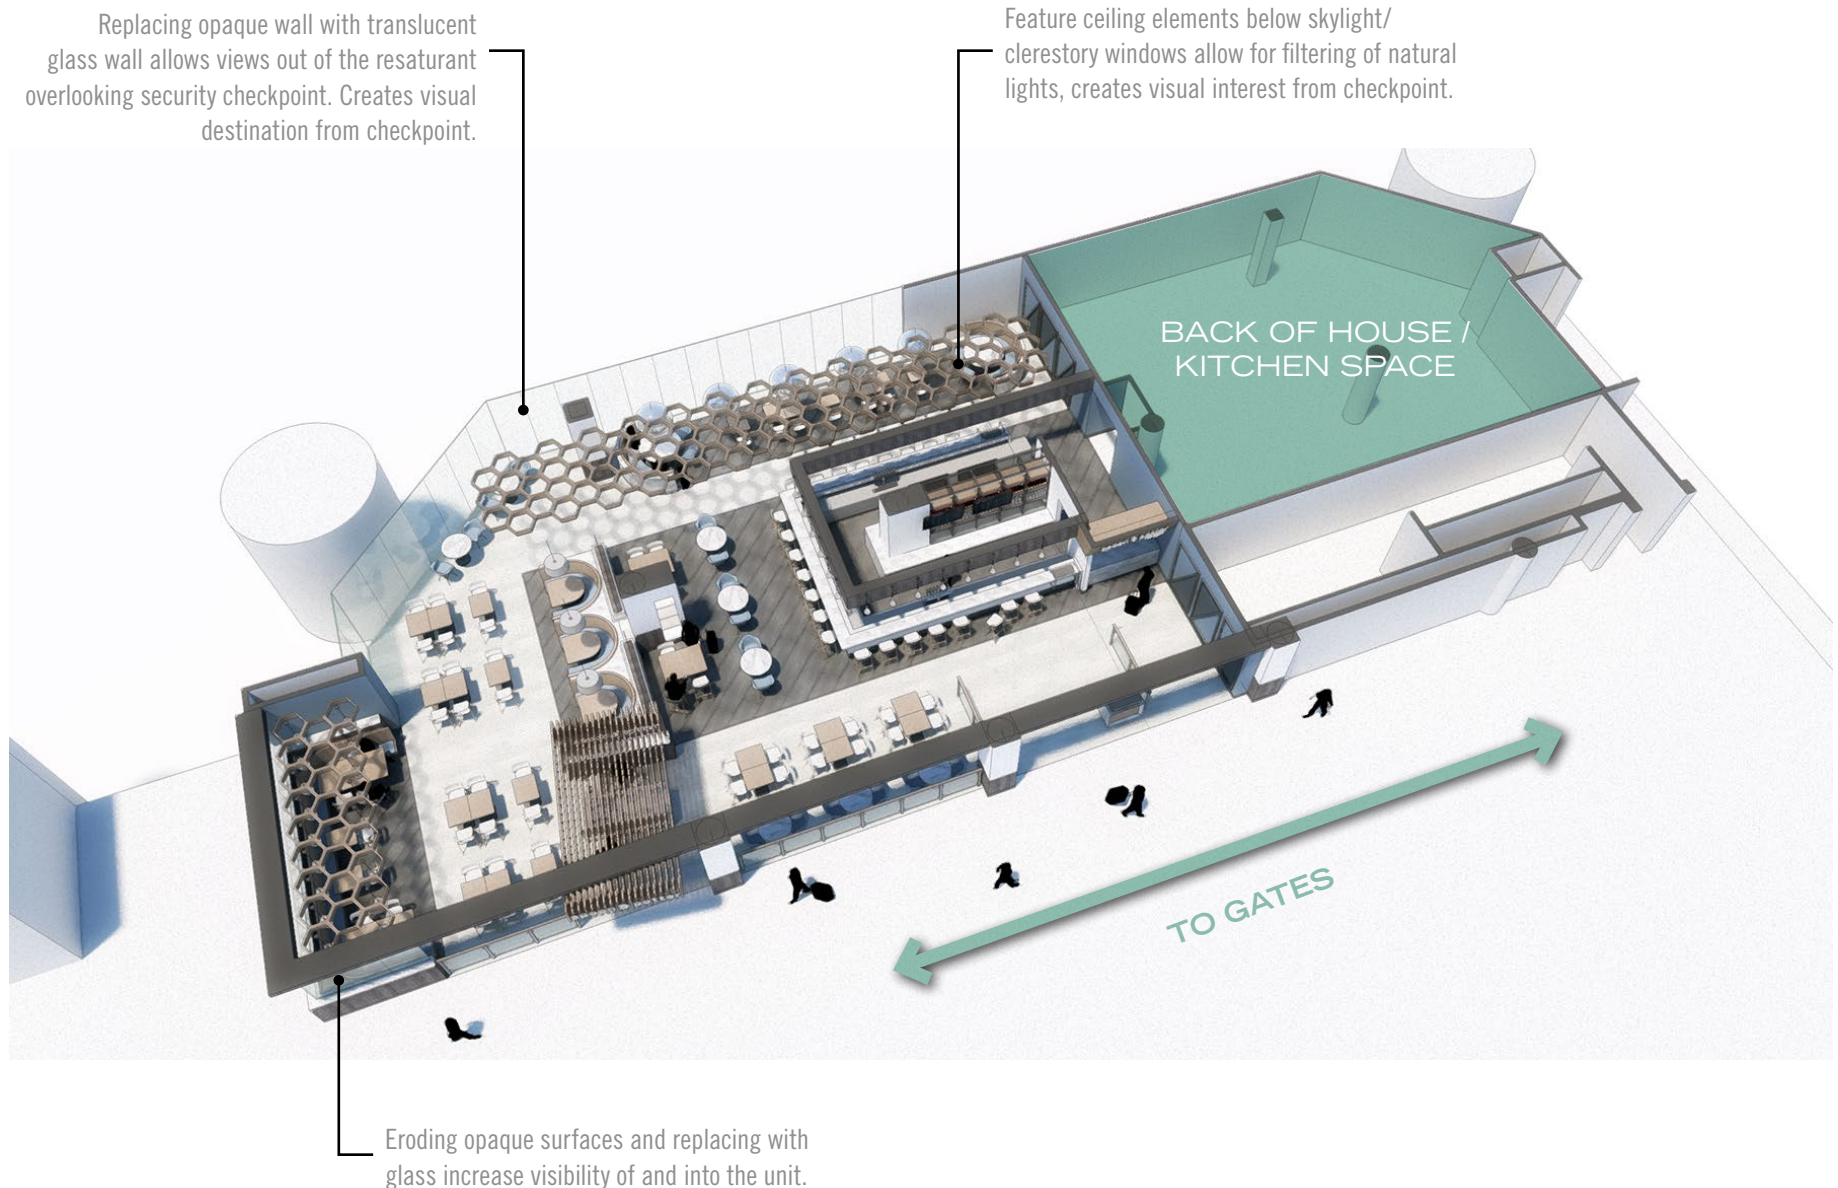 Replacing opaque wall with translucent
glass wall allows views out of the resaturant
overlooking security checkpoint. Creates visual
destination from checkpoint.
Feature ceiling elements below skylight/
clerestory windows allow for filtering of natural
lights, creates visual interest from checkpoint.
BACK OF HOUSE /
KITCHEN SPACE
TO GATES
Eroding opaque surfaces and replacing with
glass increase visibility of and into the unit.